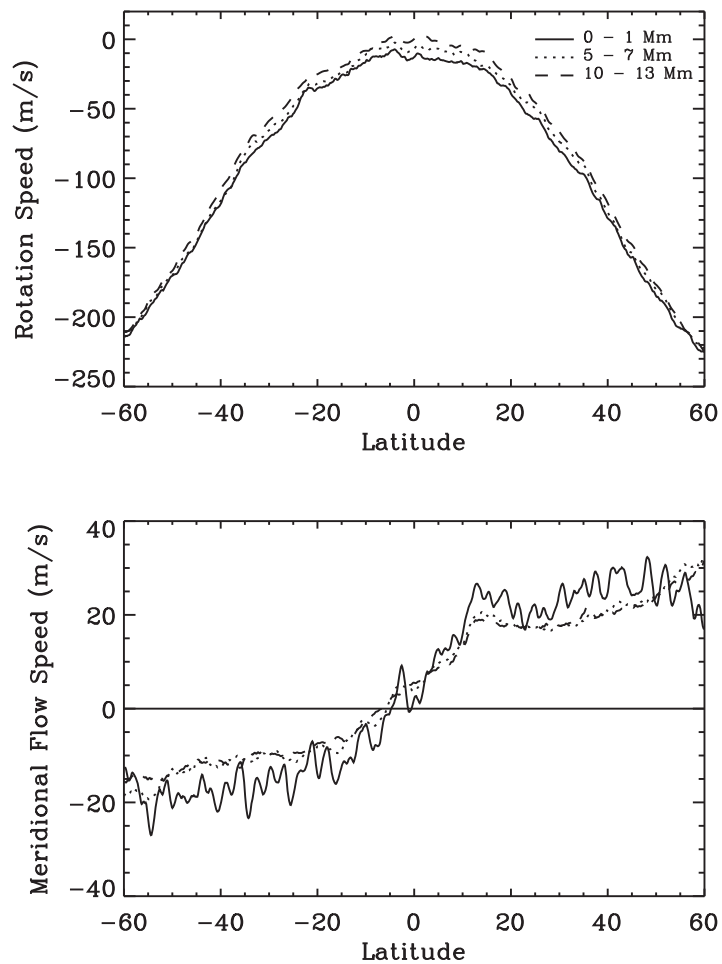 0
−50
−100
−150
−200
−250
Rotation Speed (m/s)
0 − 1 Mm
5 − 7 Mm
10 − 13 Mm
−60 −40 −20 0 20 40 60
Latitude
40
20
0
−20
−40
Meridional Flow Speed (m/s)
−60 −40 −20 0 20 40 60
Latitude